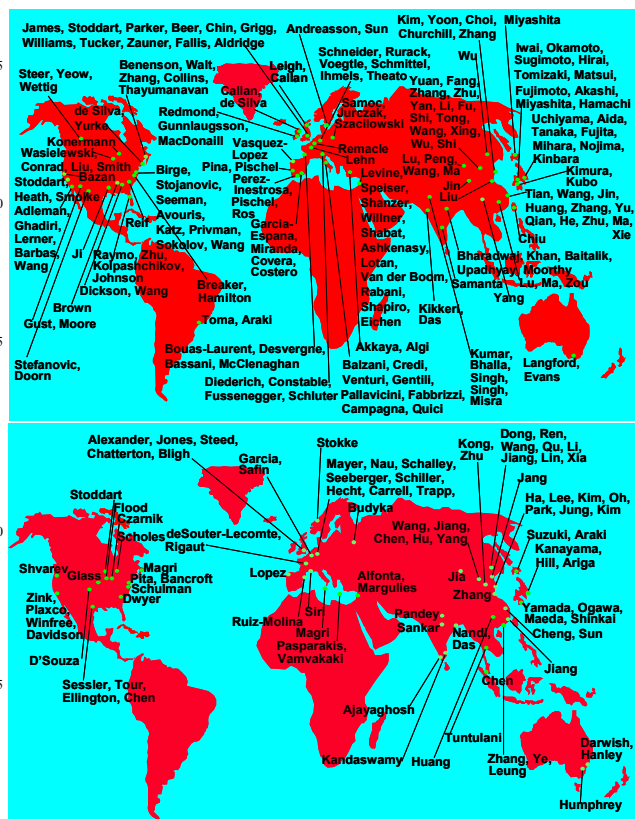 James, Stoddart, Parker, Beer, Chin, Grigg,
Williams, Tucker, Zauner, Fallis, Aldridge
Andreasson, Sun
Kim, Yoon, Choi,
Churchill, Zhang
Miyashita
Steer, Yeow,
Wettig
Benenson, Walt,
Zhang, Collins,
Thayumanavan
Callan,
de Silva
Leigh,
Callan
Schneider, Rurack,
Voegtle, Schmittel,
Ihmels, Theato
Wu
Iwai, Okamoto,
Sugimoto, Hirai,
Tomizaki, Matsui,
Fujimoto, Akashi,
Miyashita, Hamachi
Uchiyama, Aida,
Tanaka, Fujita,
Mihara, Nojima,
Kinbara
Kimura,
Kubo
Yuan, Fang,
Zhang, Zhu,
Yan, Li, Fu,
Shi, Tong,
Wang, Xing,
Wu, Shi
Lu, Peng,
Wang, Ma
Jin
Liu
Samoc,
Jurczak,
Szacilowski
Remacle
Lehn
de Silva,
Yurke
Konermann
Wasielewski,
Conrad, Liu, Smith
Bazan
Stoddart,
Heath, Smolke
Adleman,
Ghadiri,
Lerner,
Barbas,
Wang
Redmond,
Gunnlaugsson,
MacDonaill
Vasquez-
Lopez
Pina, Pischel
Perez-
Inestrosa,
Pischel,
Ros
Garcia-
Espana,
Miranda,
Covera,
Costero
Birge,
Stojanovic,
Seeman,
Avouris,
Katz, Privman,
Sokolov, Wang
Reif
Ji
Raymo, Zhu,
Kolpashchikov,
Johnson
Dickson, Wang
Brown
Gust, Moore
Stefanovic,
Doorn
Breaker,
Hamilton
Toma, Araki
Levine,
Speiser,
Shanzer,
Willner,
Shabat,
Ashkenasy,
Lotan,
Van der Boom,
Rabani,
Shapiro,
Eichen
Tian, Wang, Jin,
Huang, Zhang, Yu,
Qian, He, Zhu, Ma,
Xie
Chiu
Bharadwaj, Khan, Baitalik,
Upadhyay, Moorthy
Samanta
Lu, Ma, Zou
Yang
Kikkeri,
Das
Bouas-Laurent, Desvergne,
Bassani, McClenaghan
Akkaya, Algi
Diederich, Constable,
Fussenegger, Schluter
Balzani, Credi,
Venturi, Gentili,
Pallavicini, Fabbrizzi,
Campagna, Quici
Kumar,
Bhalla,
Singh,
Singh,
Misra
Langford,
Evans
Alexander, Jones, Steed,
Chatterton, Bligh
Garcia,
Safin
Stokke
Mayer, Nau, Schalley,
Seeberger, Schiller,
Hecht, Carrell, Trapp,
Budyka
Kong,
Zhu
Dong, Ren,
Wang, Qu, Li,
Jiang, Lin, Xia
Jang
Ha, Lee, Kim, Oh,
Park, Jung, Kim
Suzuki, Araki
Kanayama,
Hill, Ariga
Stoddart
Flood
Czarnik
Scholes
deSouter-Lecomte,
Rigaut
Wang, Jiang,
Chen, Hu, Yang
Shvarev
Glass
Magri
Pita, Bancroft
Schulman
Dwyer
Lopez
Alfonta,
Margulies
Jia
Zhang
Zink,
Plaxco,
Winfree,
Davidson
D'Souza
Sessler, Tour,
Ellington, Chen
Ruiz-Molina
Siri
Magri
Pasparakis,
Vamvakaki
Pandey
Sankar
Nandi,
Das
Yamada, Ogawa,
Maeda, Shinkai
Cheng, Sun
Jiang
Chen
Ajayaghosh
Kandaswamy
Huang
Tuntulani
Zhang, Ye,
Leung
Darwish,
Hanley
Humphrey